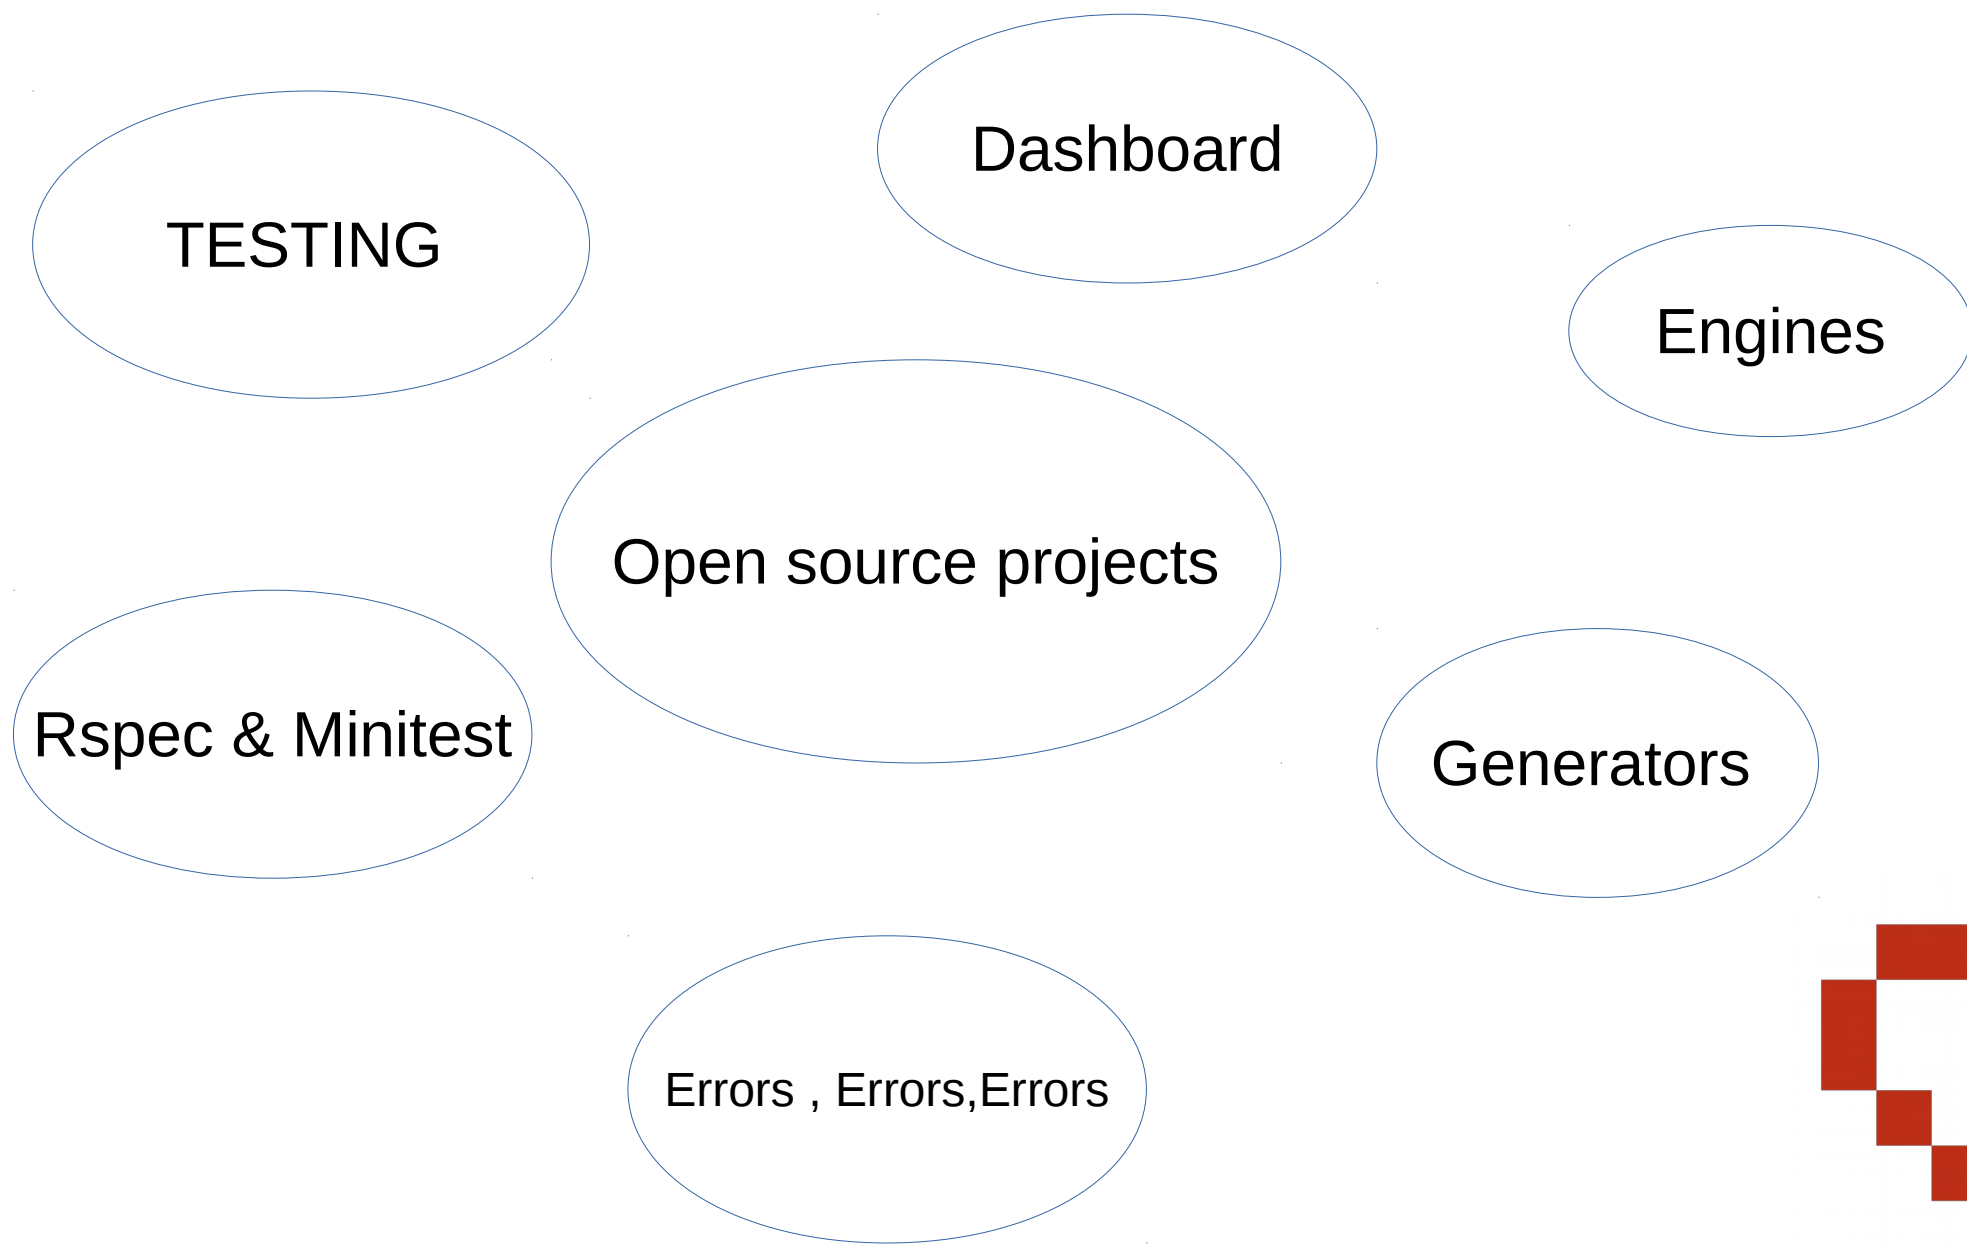 Dashboard
TESTING
Engines
Open source projects
Rspec & Minitest
Generators
Errors , Errors,Errors